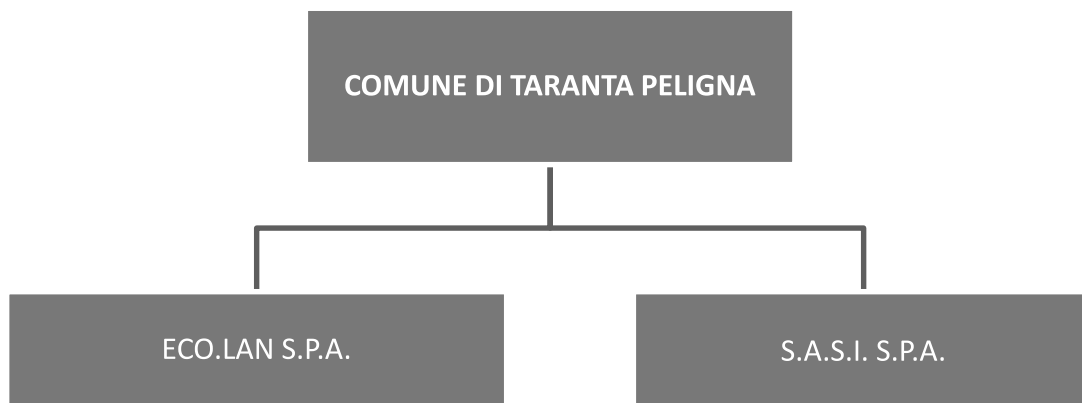 COMUNE DI TARANTA PELIGNA
ECO.LAN S.P.A.
S.A.S.I. S.P.A.